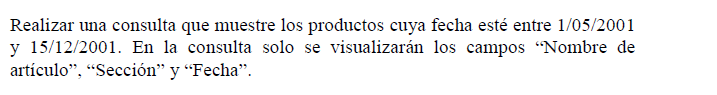 Realizar una consulta que muestre los productos cuya fecha esté entre 1/05/2001
y 15/12/2001. En la consulta solo se visualizarán los campos “Nombre de
artículo”, “Sección” y “Fecha”.